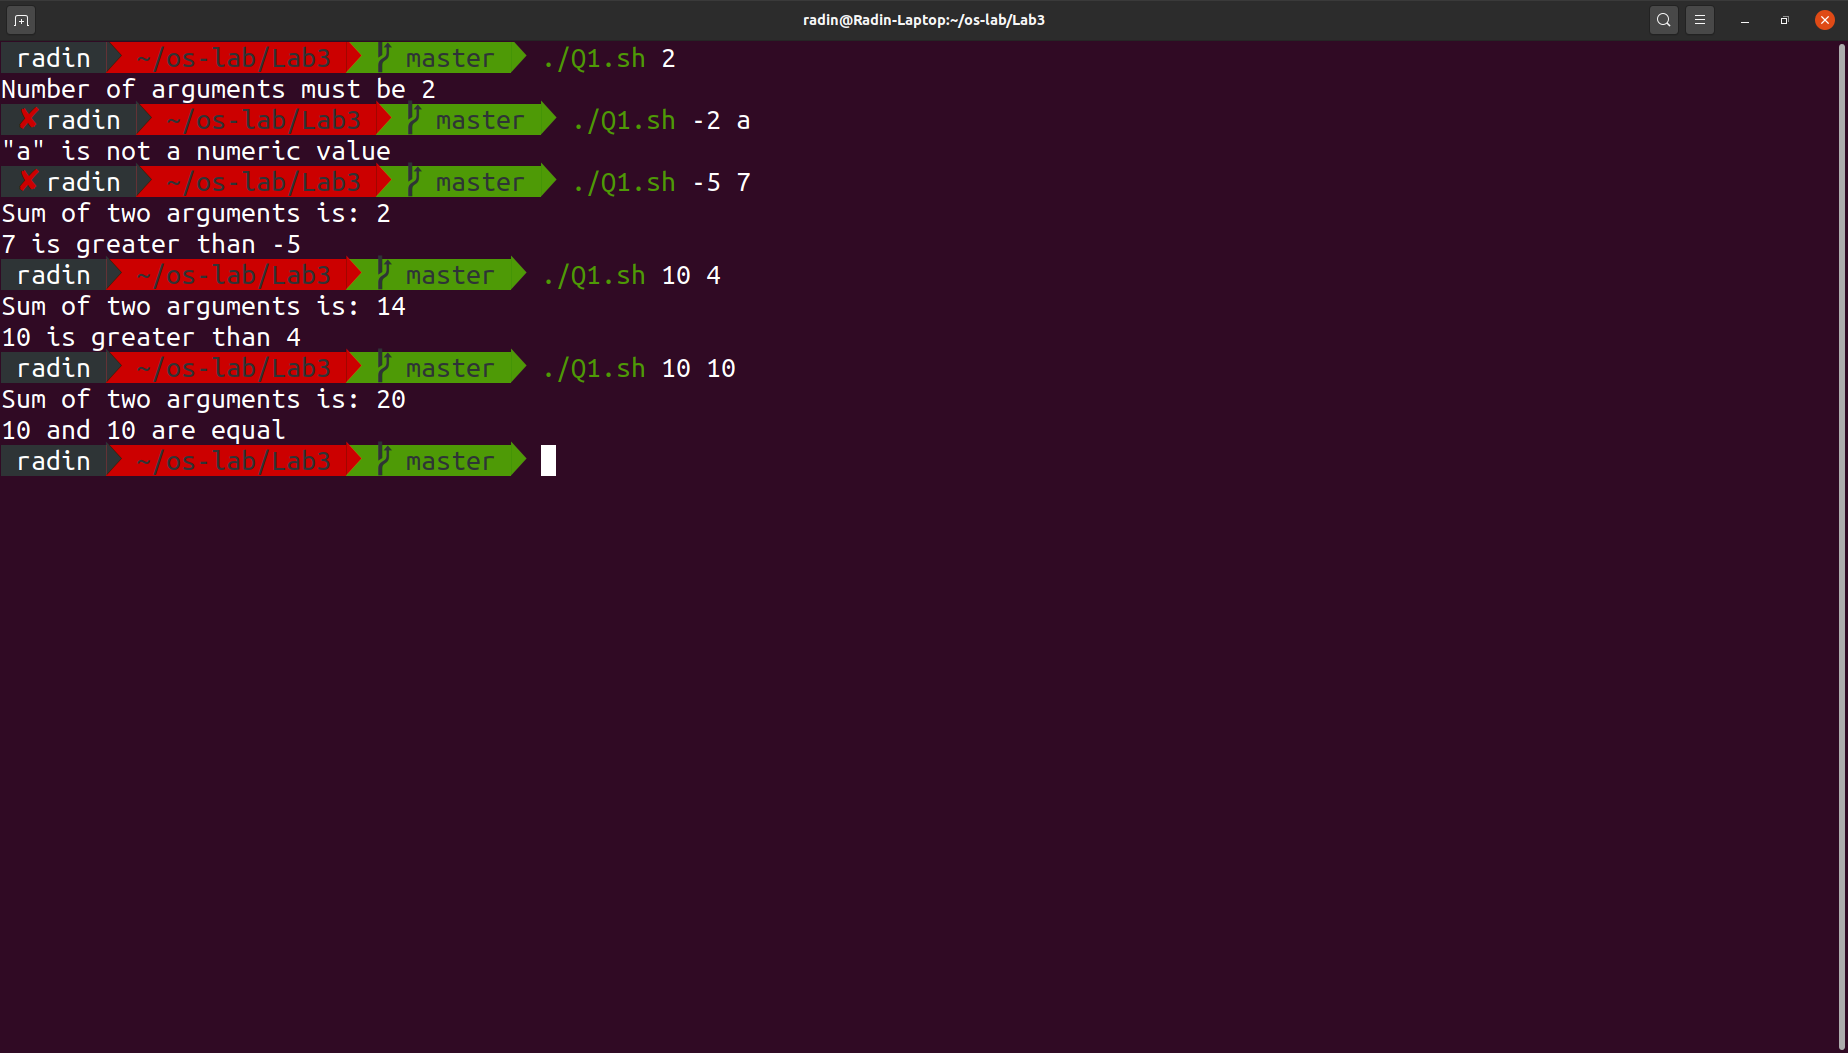 radin@Radin-Laptop:~/os-lab/Lab3
radin ~/os-lab/Lab3 master ./Q1.sh 2
Number of arguments must be 2
✘ radin ~/os-lab/Lab3 master ./Q1.sh -2 a
"a" is not a numeric value
✘ radin ~/os-lab/Lab3 master ./Q1.sh -5 7
Sum of two arguments is: 2
7 is greater than -5
radin ~/os-lab/Lab3 master ./Q1.sh 10 4
Sum of two arguments is: 14
10 is greater than 4
radin ~/os-lab/Lab3 master ./Q1.sh 10 10
Sum of two arguments is: 20
10 and 10 are equal
radin ~/os-lab/Lab3 master